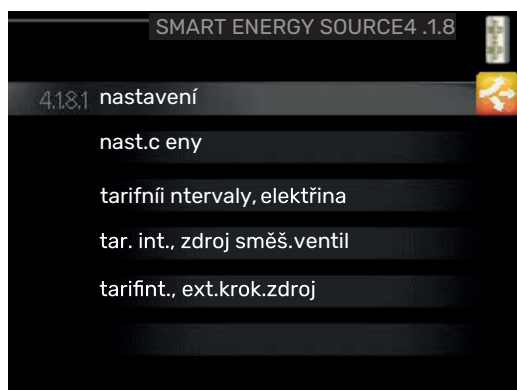 SMART ENERGY SOURCE4 .1.8
4.1.8.1 nastavení
nast.c eny
tarifníi ntervaly, elektřina
tar. int., zdroj směš.ventil
tarifint., ext.krok.zdroj